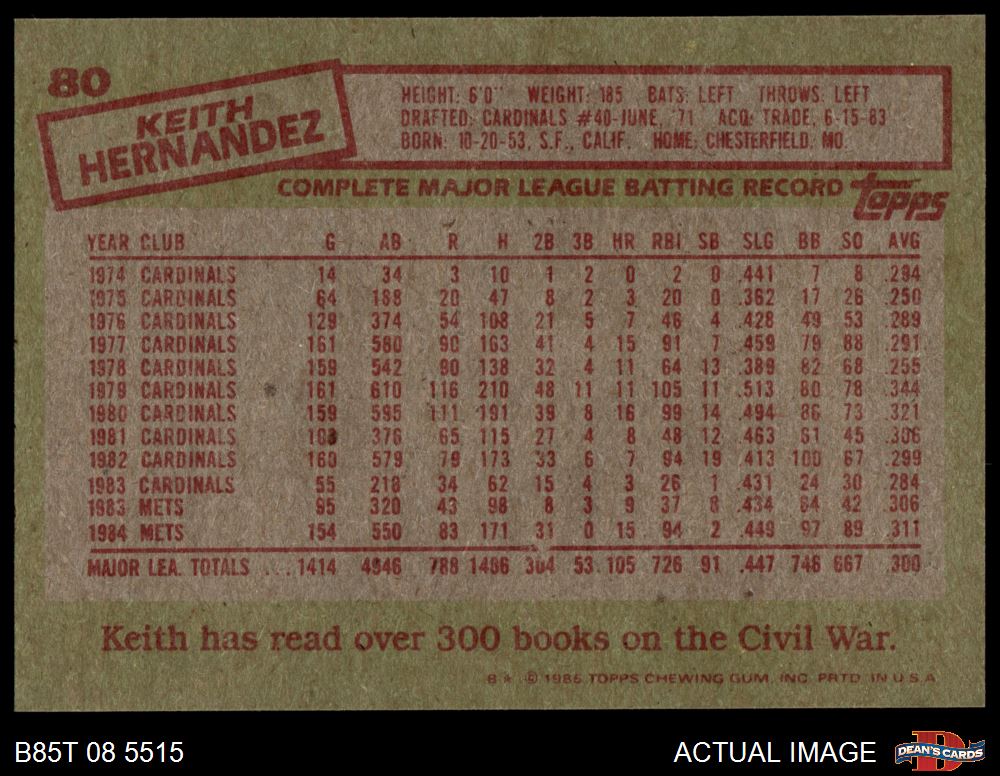 80
KEITH
HERNANDEZ
HEIGHT: 6'0" WEIGHT: 185 BATS: LEFT THROWS: LEFT
DRAFTED: CARDINALS #40-JUNE, '71 ACQ: TRADE, 6-15-83
BORN: 10-20-53, S.F., CALIF. HOME: CHESTERFIELD, MO.
COMPLETE MAJOR LEAGUE BATTING RECORD topps
YEAR CLUB G AB R H 2B 3B HR RBI SB SLG BB SO AVG
1974 CARDINALS 14 34 3 10 1 2 0 2 0 .441 7 8 .294
1975 CARDINALS 64 188 20 47 8 2 3 20 0 .362 17 26 .250
1976 CARDINALS 129 374 54 108 21 5 7 46 4 .428 49 53 .289
1977 CARDINALS 161 560 90 163 41 4 15 91 7 .459 79 88 .291
1978 CARDINALS 159 542 90 138 32 4 11 64 13 .389 82 68 .255
1979 CARDINALS 161 610 116 210 48 11 11 105 11 .513 80 78 .344
1980 CARDINALS 159 595 111 191 39 8 16 99 14 .494 86 73 .321
1981 CARDINALS 103 376 65 115 27 4 8 48 12 .463 61 45 .306
1982 CARDINALS 160 579 79 173 33 6 7 94 19 .413 100 67 .299
1983 CARDINALS 55 218 34 62 15 4 3 26 1 .431 24 30 .284
1983 METS 95 320 43 98 8 3 9 37 8 .434 64 42 .306
1984 METS 154 550 83 171 31 0 15 94 2 .449 97 89 .311
MAJOR LEA. TOTALS ... 1414 4946 788 1486 304 53 105 726 91 .447 746 667 .300
Keith has read over 300 books on the Civil War.
B* © 1985 TOPPS CHEWING GUM, INC. PRTD. IN U.S.A.
B85T 08 5515
ACTUAL IMAGE
DEAN'S CARDS